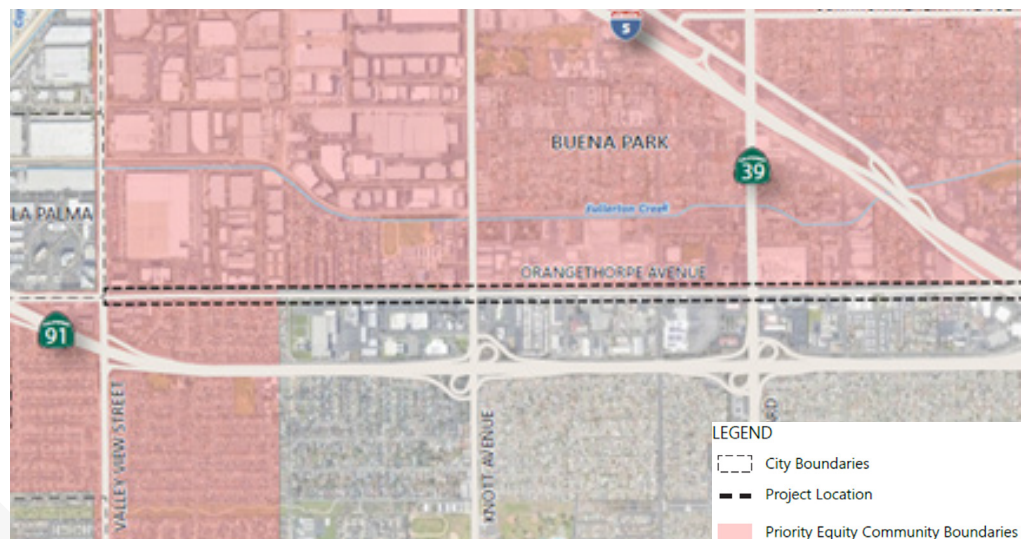 5
BUENA PARK
39
Fullerton Creek
LA PALMA
ORANGETHORPE AVENUE
91
VALLEY VIEW STREET
KNOTT AVENUE
RD
LEGEND
City Boundaries
Project Location
Priority Equity Community Boundaries